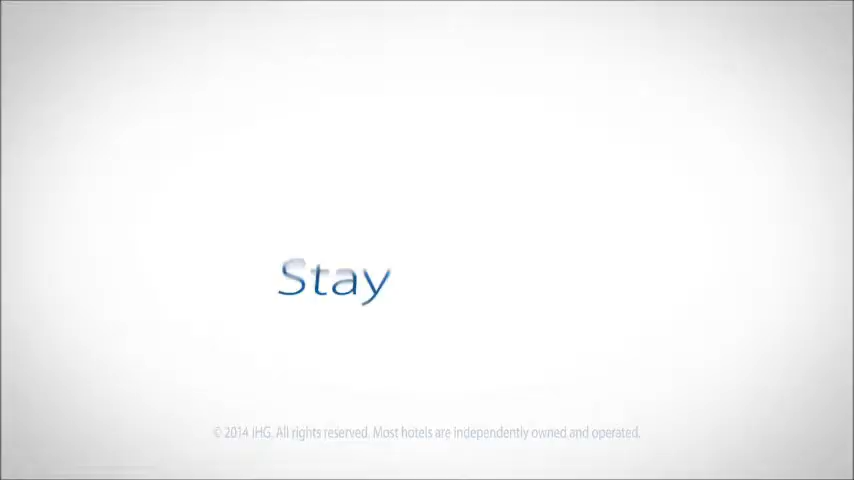 Stay
© 2014 IHG. All rights reserved. Most hotels are independently owned and operated.